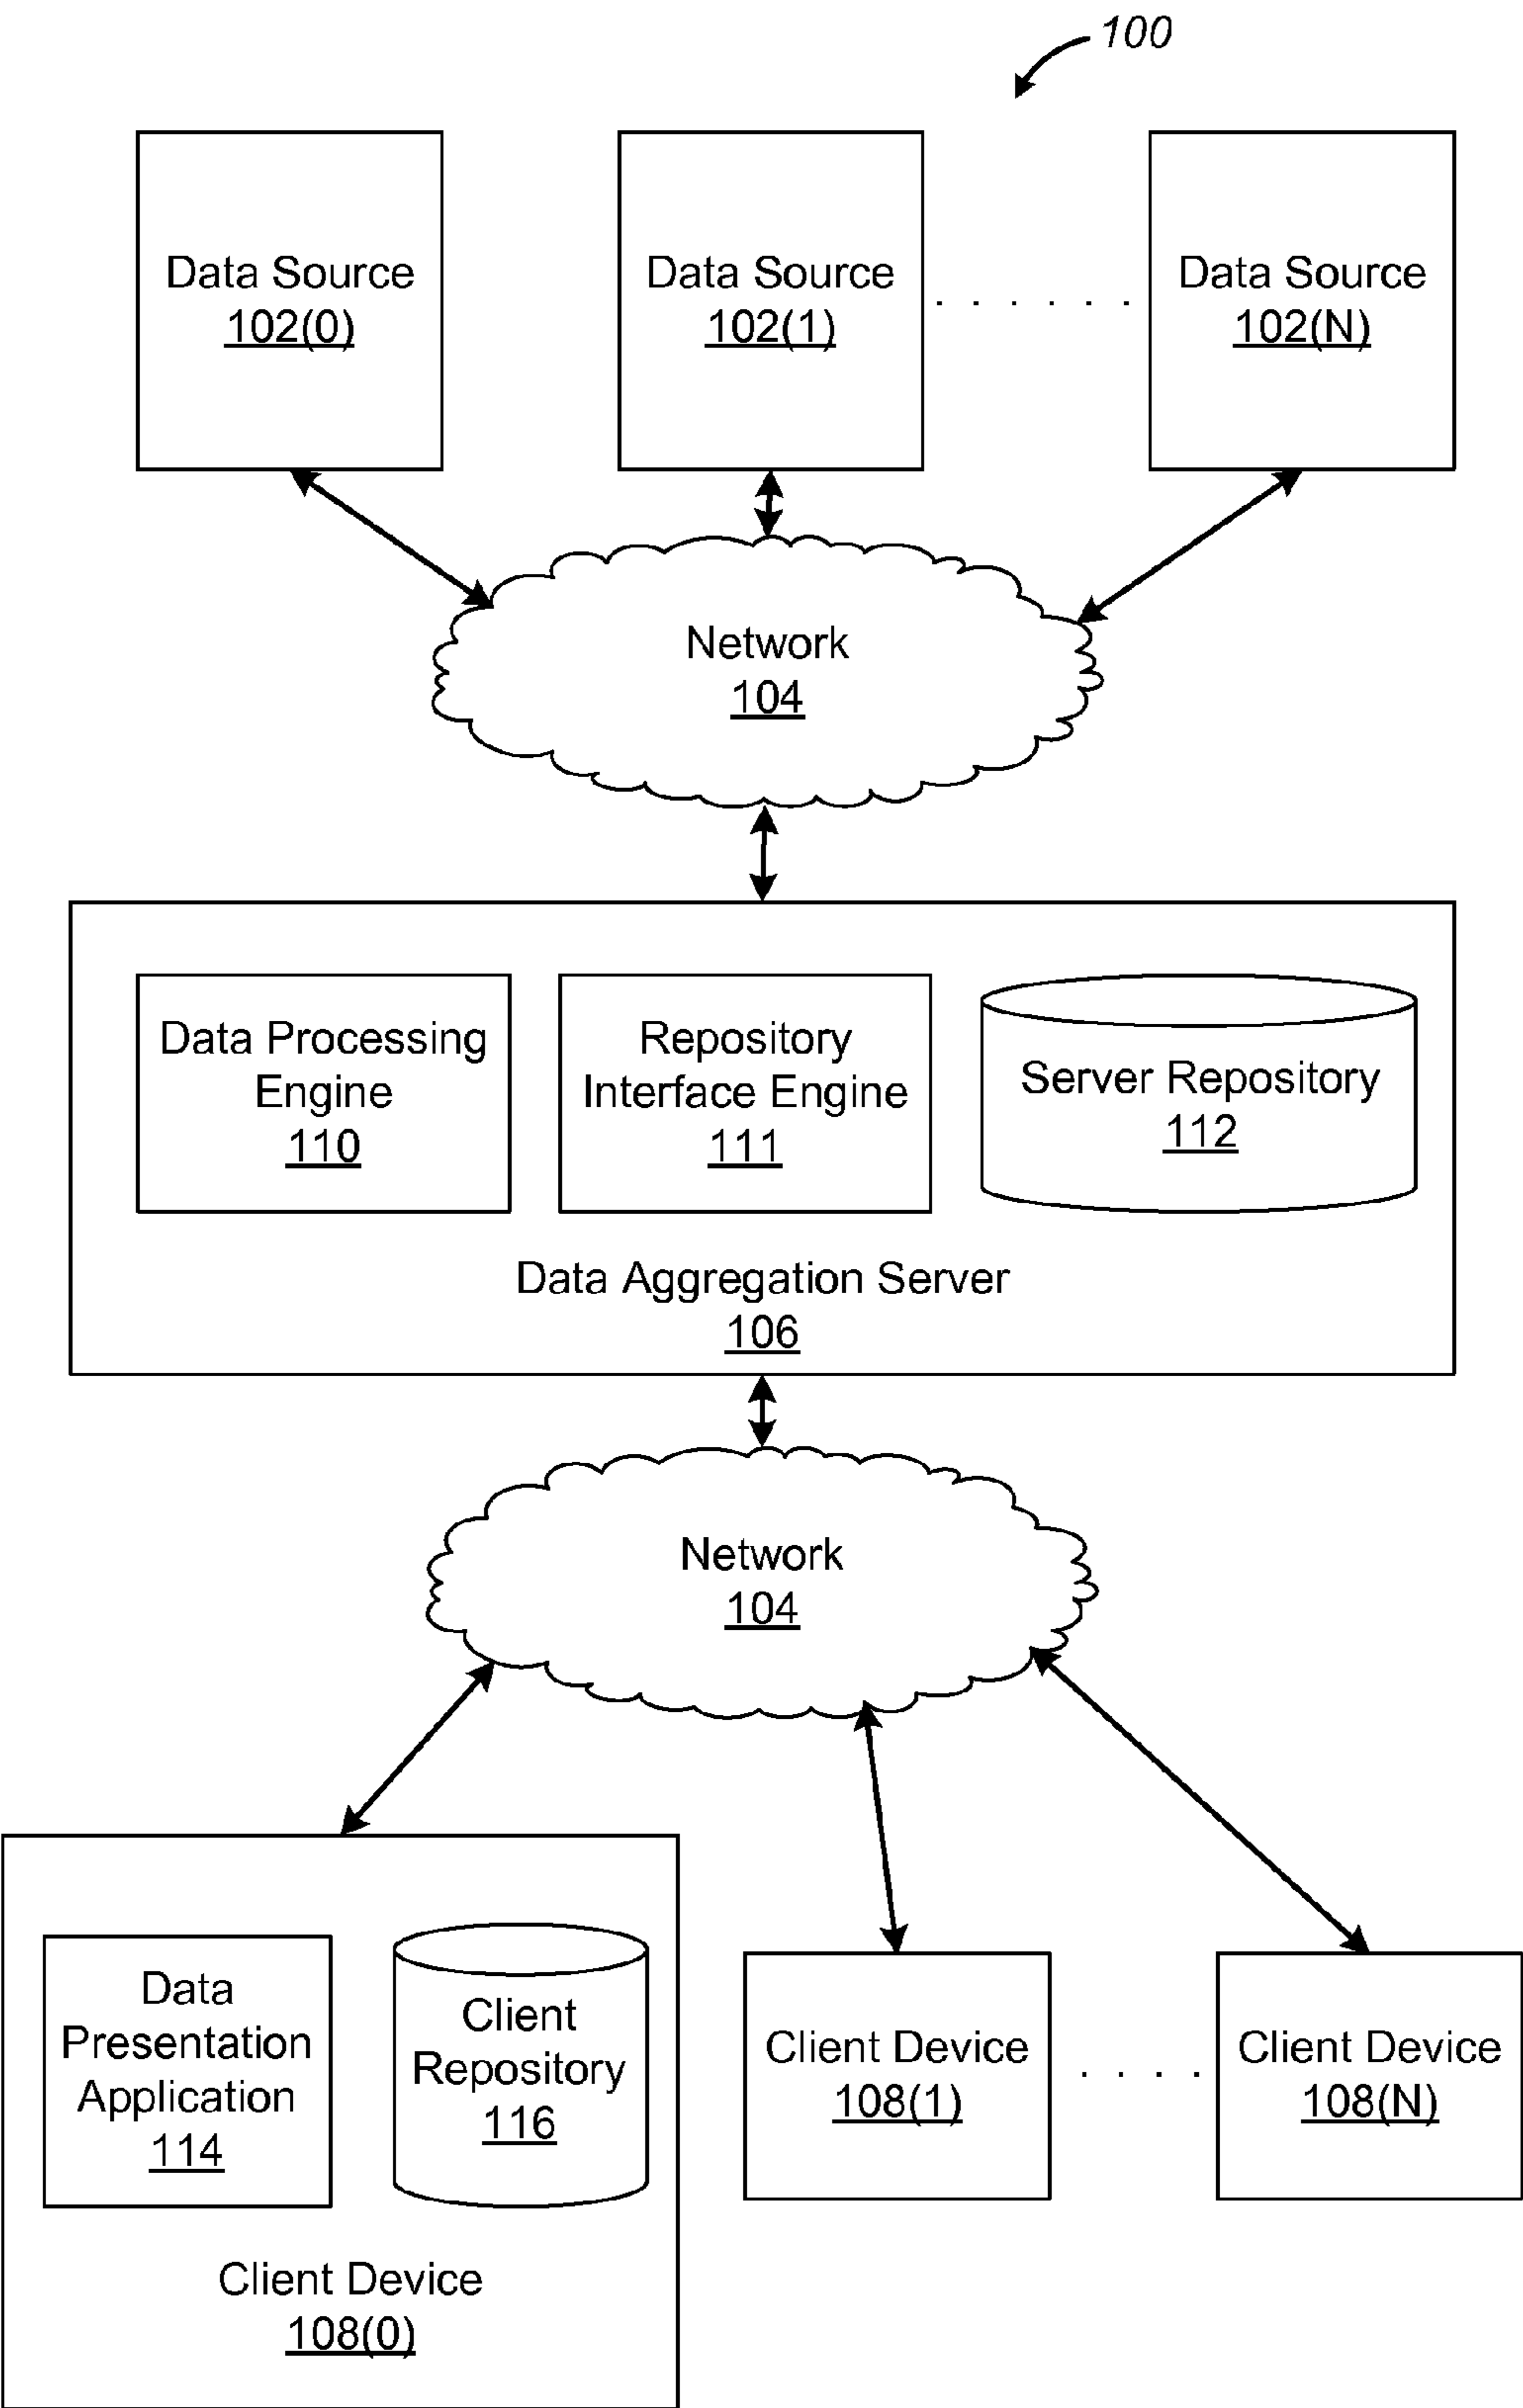 100
Data Source
102(0)
Data Source
102(1)
. . . . . .
Data Source
102(N)
Network
104
Data Processing
Engine
110
Repository
Interface Engine
111
Server Repository
112
Data Aggregation Server
106
Network
104
Data
Presentation
Application
114
Client
Repository
116
Client Device
108(0)
Client Device
108(1)
. . . .
Client Device
108(N)